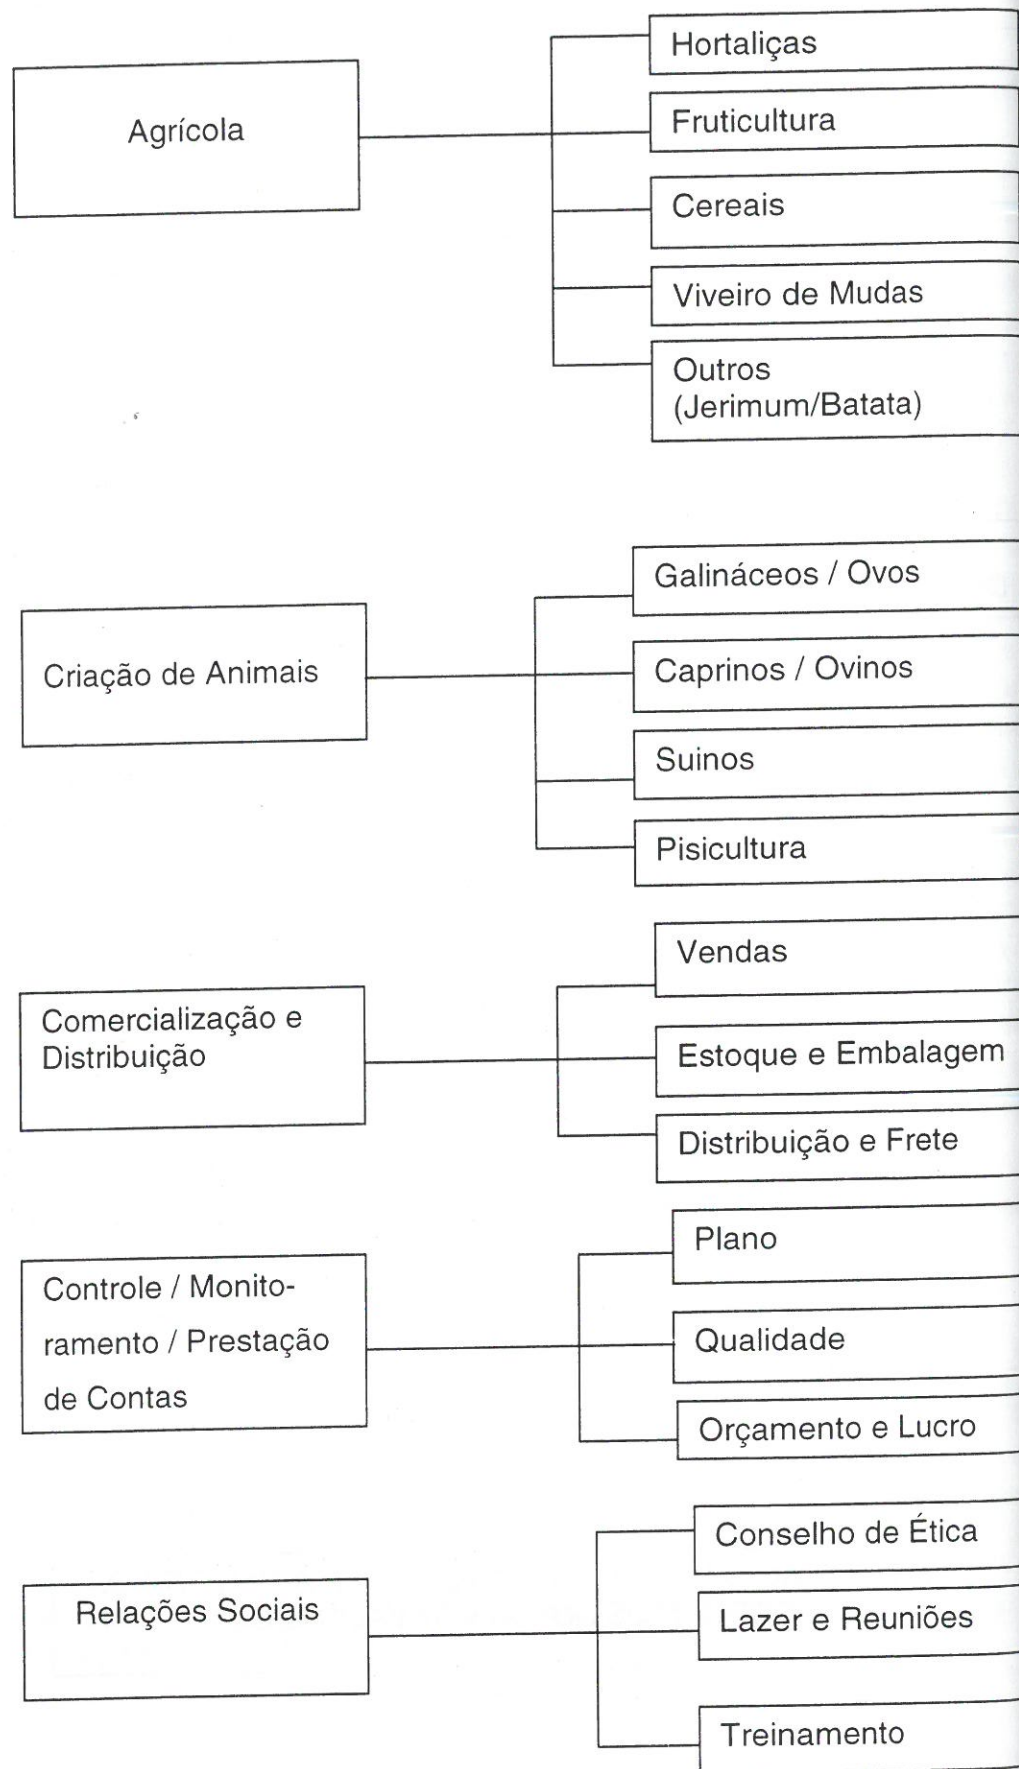 Agrícola
Hortaliças
Fruticultura
Cereais
Viveiro de Mudas
Outros
(Jerimum/Batata)
Criação de Animais
Galináceos / Ovos
Caprinos / Ovinos
Suinos
Pisicultura
Comercialização e
Distribuição
Vendas
Estoque e Embalagem
Distribuição e Frete
Controle / Monito-
ramento / Prestação
de Contas
Plano
Qualidade
Orçamento e Lucro
Relações Sociais
Conselho de Ética
Lazer e Reuniões
Treinamento